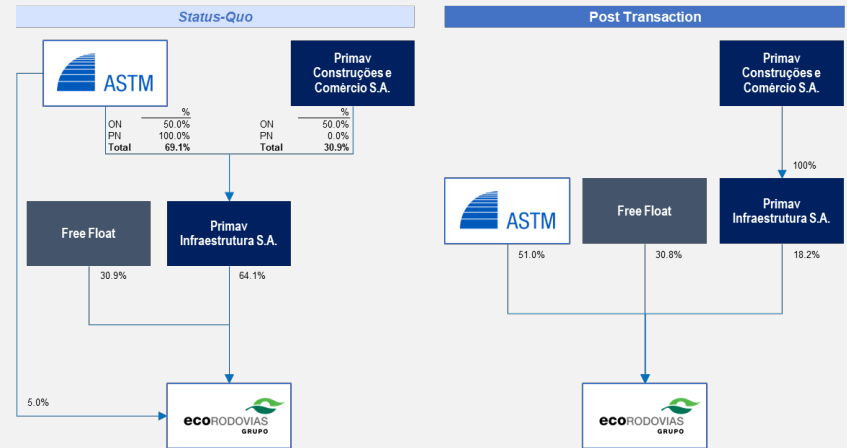 Status-Quo
ASTM
Primav
Construções e
Comércio S.A.
%
ON 50.0%
PN 100.0%
Total 69.1%
%
ON 50.0%
PN 0.0%
Total 30.9%
Free Float
Primav
Infraestrutura S.A.
30.9%
64.1%
5.0%
ecoRODOVIAS
GRUPO
Post Transaction
Primav
Construções e
Comércio S.A.
100%
ASTM
Free Float
Primav
Infraestrutura S.A.
51.0%
30.8%
18.2%
ecoRODOVIAS
GRUPO